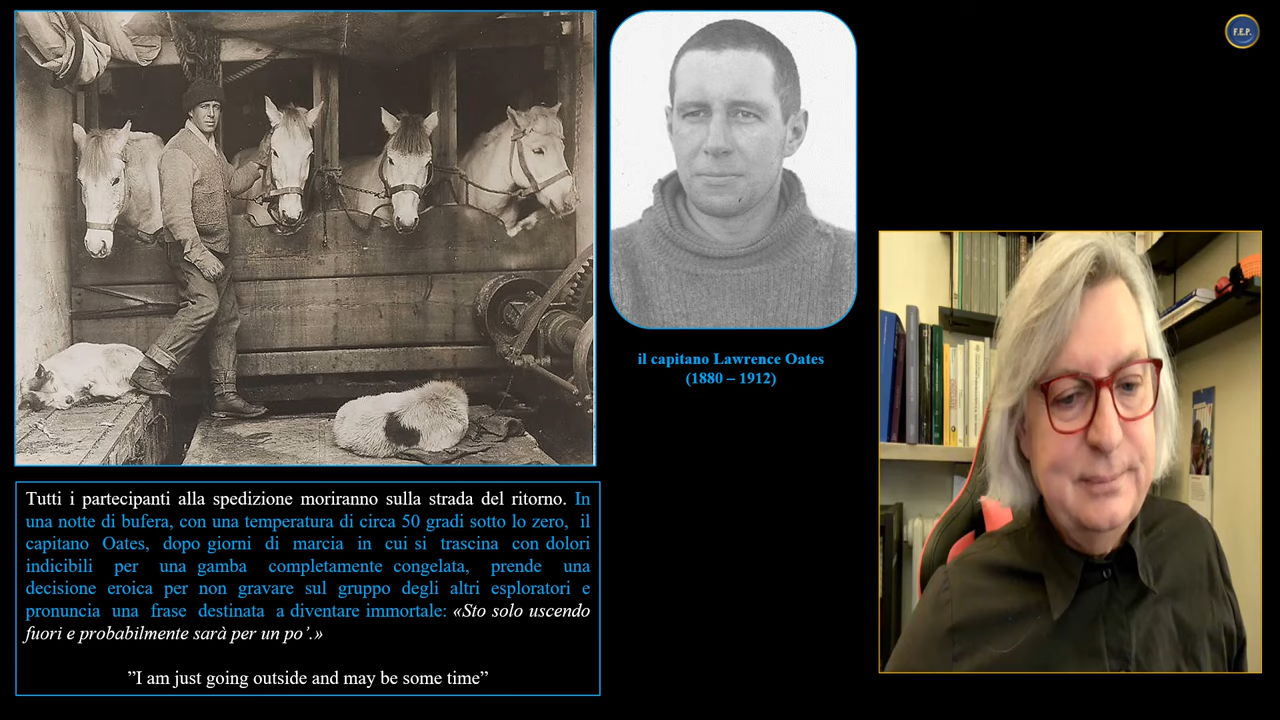 F.E.P.
il capitano Lawrence Oates
(1880 – 1912)
Tutti i partecipanti alla spedizione moriranno sulla strada del ritorno. In
una notte di bufera, con una temperatura di circa 50 gradi sotto lo zero, il
capitano Oates, dopo giorni di marcia in cui si trascina con dolori
indicibili per una gamba completamente congelata, prende una
decisione eroica per non gravare sul gruppo degli altri esploratori e
pronuncia una frase destinata a diventare immortale: «Sto solo uscendo
fuori e probabilmente sarà per un po’.»
”I am just going outside and may be some time”